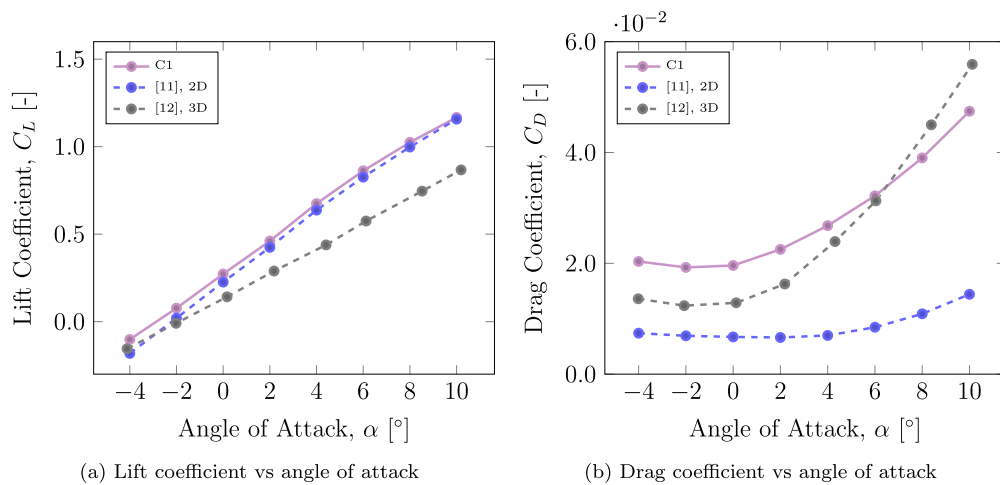 C1
[11], 2D
[12], 3D
1.5
1.0
0.5
0.0
Lift Coefficient, C_L [-]
−4 −2 0 2 4 6 8 10
Angle of Attack, α [°]
(a) Lift coefficient vs angle of attack
·10⁻²
C1
[11], 2D
[12], 3D
6.0
4.0
2.0
0.0
Drag Coefficient, C_D [-]
−4 −2 0 2 4 6 8 10
Angle of Attack, α [°]
(b) Drag coefficient vs angle of attack